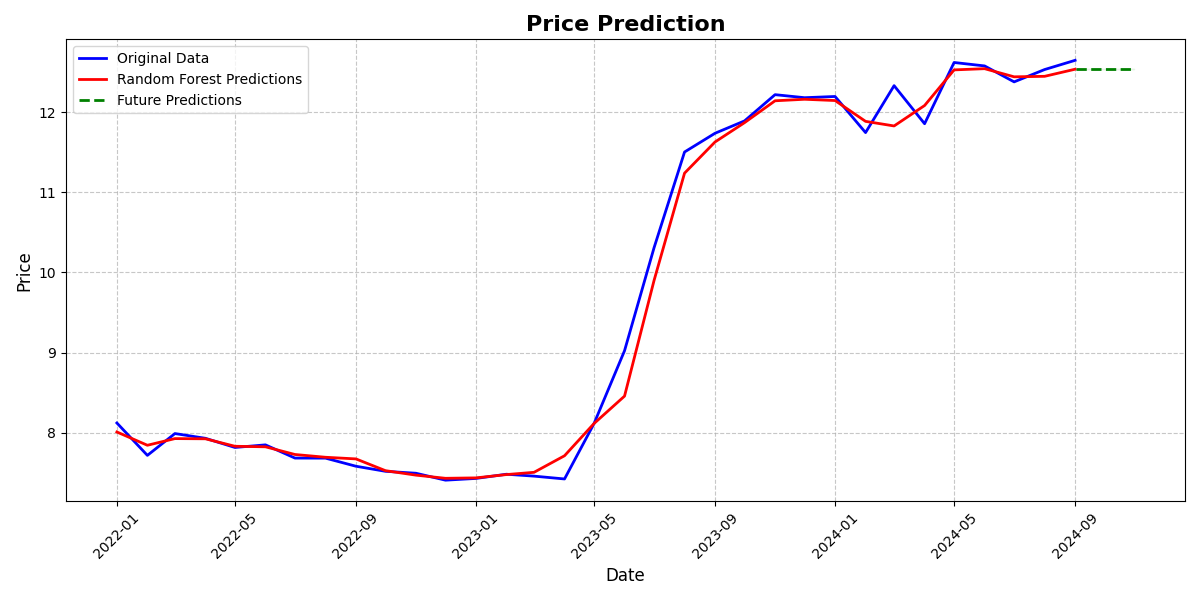 Price Prediction
Original Data
Random Forest Predictions
Future Predictions
Price
12
11
10
9
8
2022-01
2022-05
2022-09
2023-01
2023-05
2023-09
2024-01
2024-05
2024-09
Date